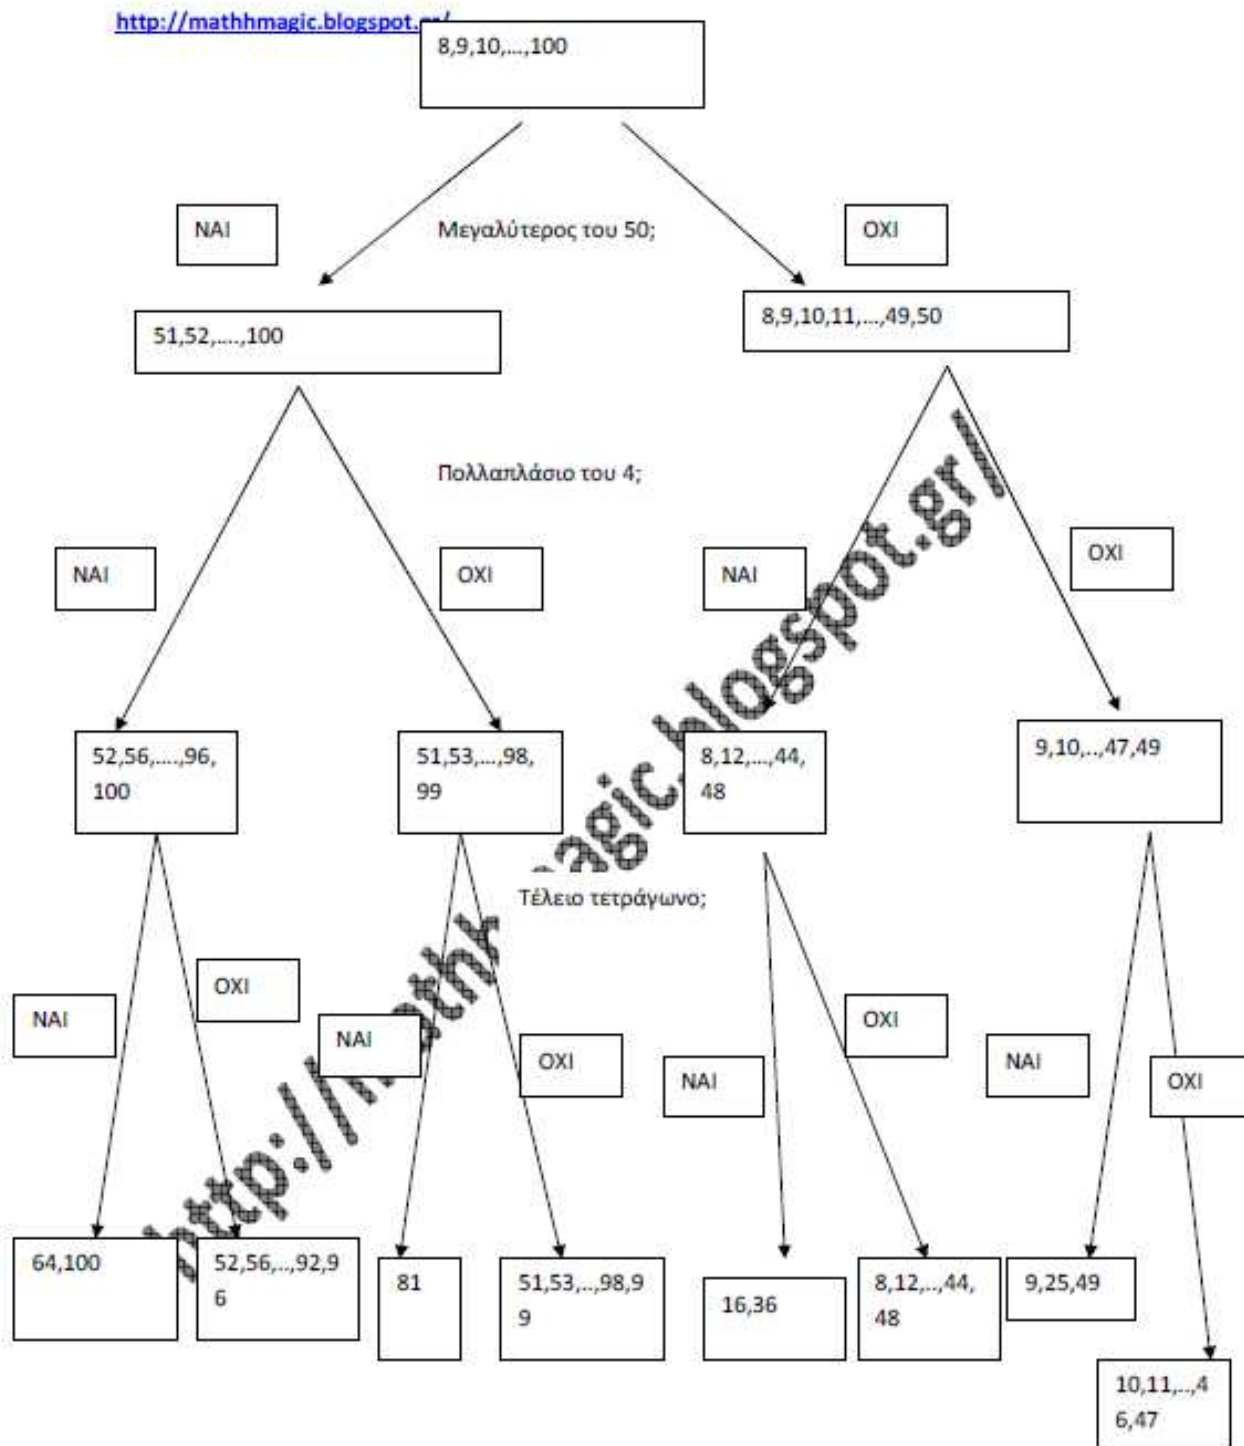 http://mathhmagic.blogspot.gr/
8,9,10,...,100
ΝΑΙ
Μεγαλύτερος του 50;
ΟΧΙ
51,52,....,100
8,9,10,11,...,49,50
Πολλαπλάσιο του 4;
ΝΑΙ
ΟΧΙ
ΝΑΙ
ΟΧΙ
52,56,....,96,
100
51,53,...,98,
99
8,12,...,44,
48
9,10,..,47,49
Τέλειο τετράγωνο;
ΝΑΙ
ΟΧΙ
ΝΑΙ
ΟΧΙ
ΝΑΙ
ΟΧΙ
ΝΑΙ
ΟΧΙ
64,100
52,56,..,92,9
6
81
51,53,..,98,9
9
16,36
8,12,..,44,
48
9,25,49
10,11,..,4
6,47